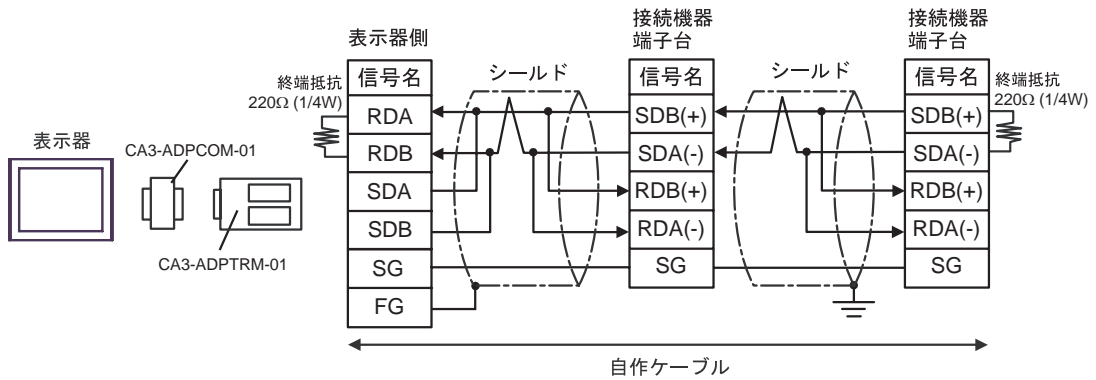 表示器
CA3-ADPCOM-01
CA3-ADPTRM-01
終端抵抗
220Ω (1/4W)
表示器側
信号名
RDA
RDB
SDA
SDB
SG
FG
シールド
接続機器
端子台
信号名
SDB(+)
SDA(-)
RDB(+)
RDA(-)
SG
シールド
接続機器
端子台
信号名
SDB(+)
SDA(-)
RDB(+)
RDA(-)
SG
終端抵抗
220Ω (1/4W)
自作ケーブル